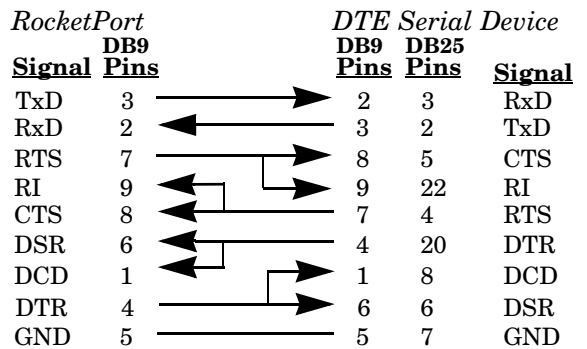 RocketPort DTE Serial Device
DB9 DB9 DB25
Signal Pins Pins Pins Signal
TxD 3 2 3 RxD
RxD 2 3 2 TxD
RTS 7 8 5 CTS
RI 9 9 22 RI
CTS 8 7 4 RTS
DSR 6 4 20 DTR
DCD 1 1 8 DCD
DTR 4 6 6 DSR
GND 5 5 7 GND